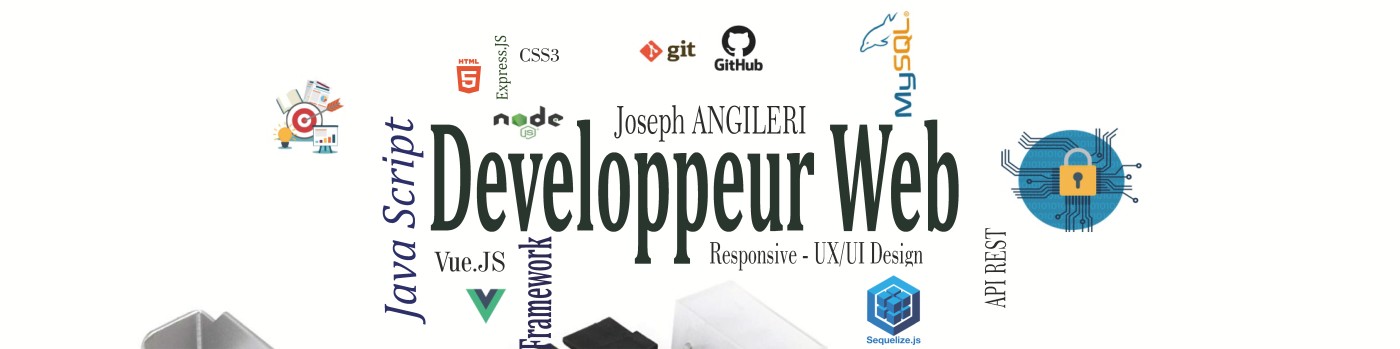 MySQL
git
GitHub
Express.JS
CSS3
HTML
5
node
JS
Joseph ANGILERI
Java Script
Developpeur Web
Vue.JS
Framework
Responsive - UX/UI Design
API REST
Sequelize.js